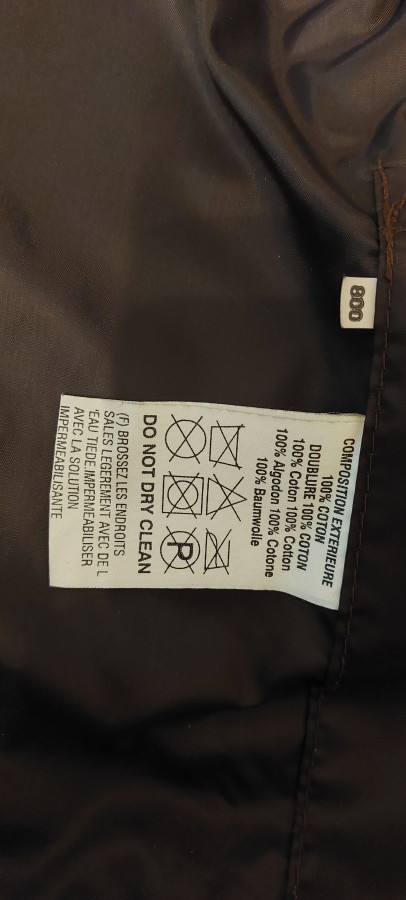 800
COMPOSITION EXTERIEURE
100% COTON
DOUBLURE 100% COTON
100% Coton 100% Cotton
100% Algodon 100% Cotone
100% Baumwolle
P
DO NOT DRY CLEAN
(F) BROSSEZ LES ENDROITS
SALES LEGEREMENT AVEC DE L
'EAU TIEDE.IMPERMEABILISER
AVEC LA SOLUTION
IMPERMEABILISANTE